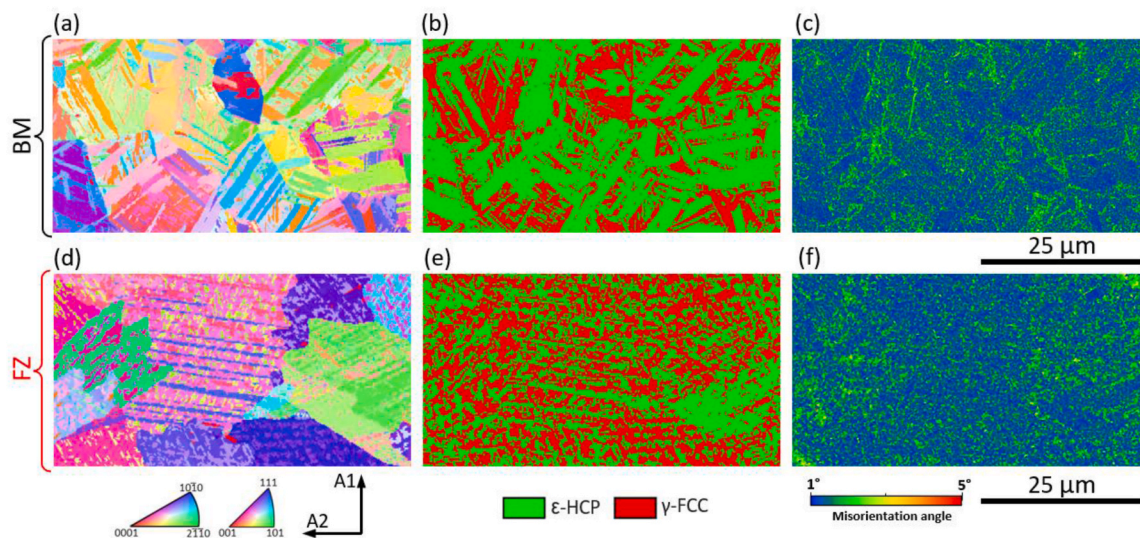 (a) (b) (c)
BM
25 µm
(d) (e) (f)
FZ
1010 111 A1 1° 5° 25 µm
ε-HCP γ-FCC
A2 Misorientation angle
0001 2110 001 101